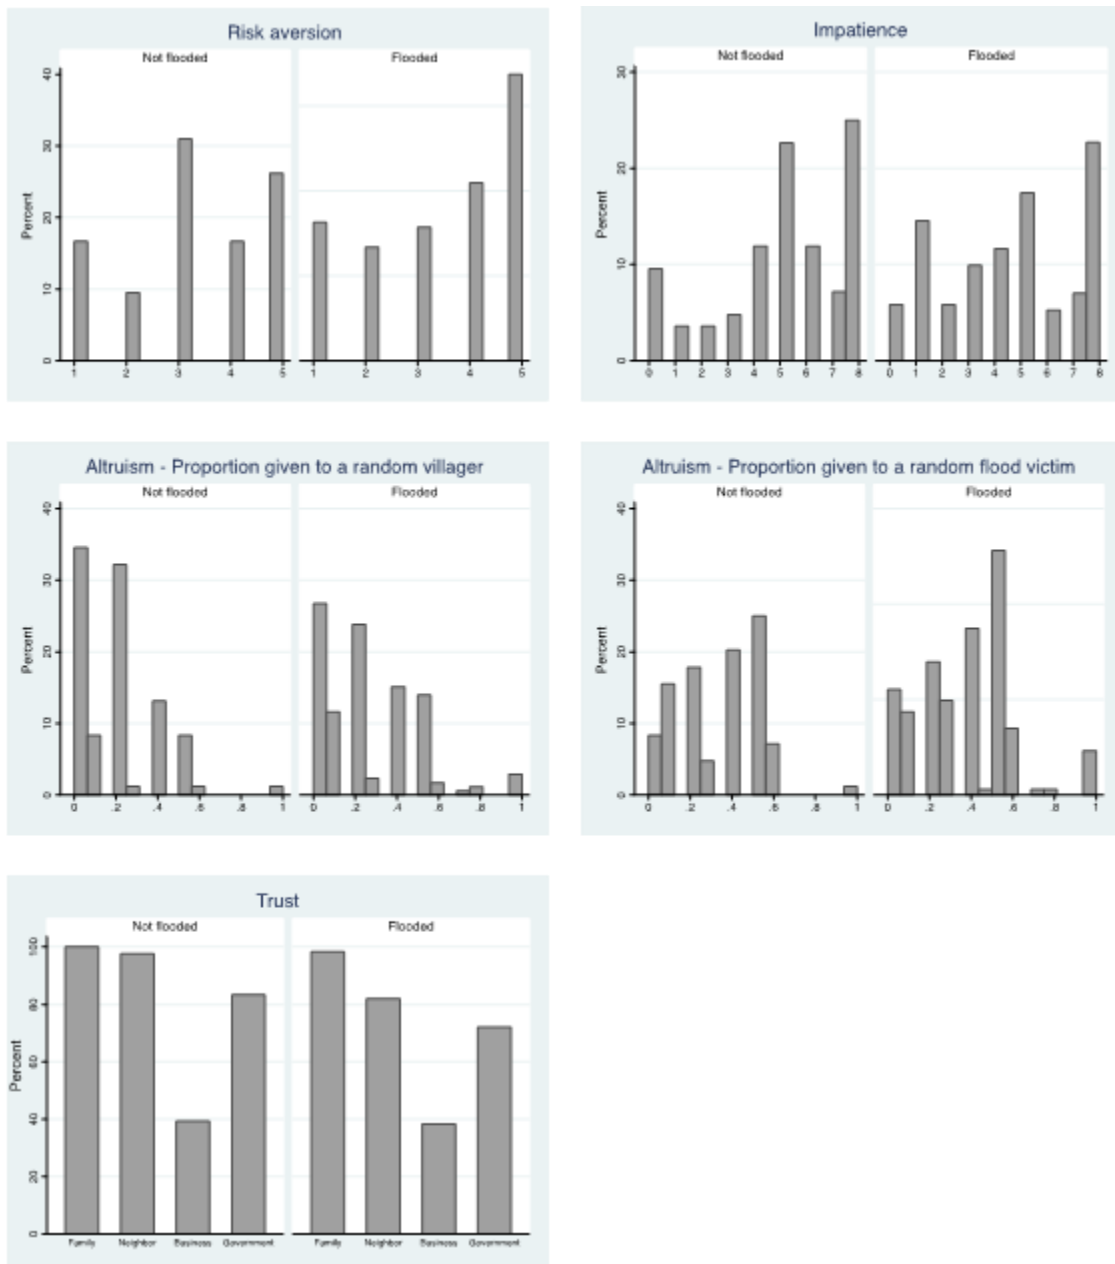 Risk aversion
Not flooded
Flooded
Percent
40
30
20
10
0
1 2 3 4 5
1 2 3 4 5
Impatience
Not flooded
Flooded
Percent
30
20
10
0
0 1 2 3 4 5 6 7 8
0 1 2 3 4 5 6 7 8
Altruism - Proportion given to a random villager
Not flooded
Flooded
Percent
40
30
20
10
0
0 .2 .4 .6 .8 1
0 .2 .4 .6 .8 1
Altruism - Proportion given to a random flood victim
Not flooded
Flooded
Percent
40
30
20
10
0
0 .2 .4 .6 .8 1
0 .2 .4 .6 .8 1
Trust
Not flooded
Flooded
Percent
100
80
60
40
20
0
Family Neighbor Business Government
Family Neighbor Business Government